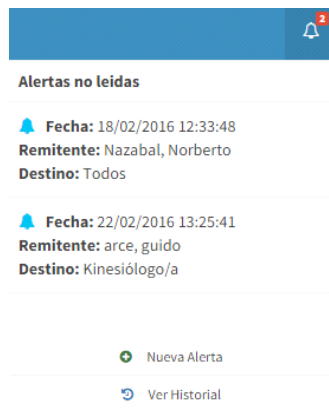 2
Alertas no leidas
Fecha: 18/02/2016 12:33:48
Remitente: Nazabal, Norberto
Destino: Todos
Fecha: 22/02/2016 13:25:41
Remitente: arce, guido
Destino: Kinesiólogo/a
Nueva Alerta
Ver Historial